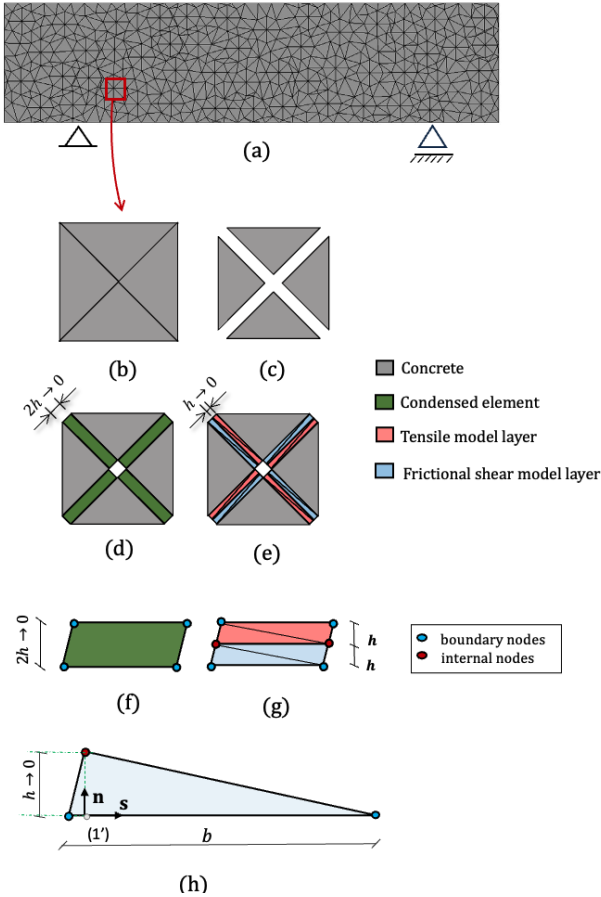 (a)
(b)
(c)
Concrete
Condensed element
Tensile model layer
Frictional shear model layer
2h → 0
h → 0
(d)
(e)
2h → 0
h
h
boundary nodes
internal nodes
(f)
(g)
h → 0
n
s
(1′)
b
(h)